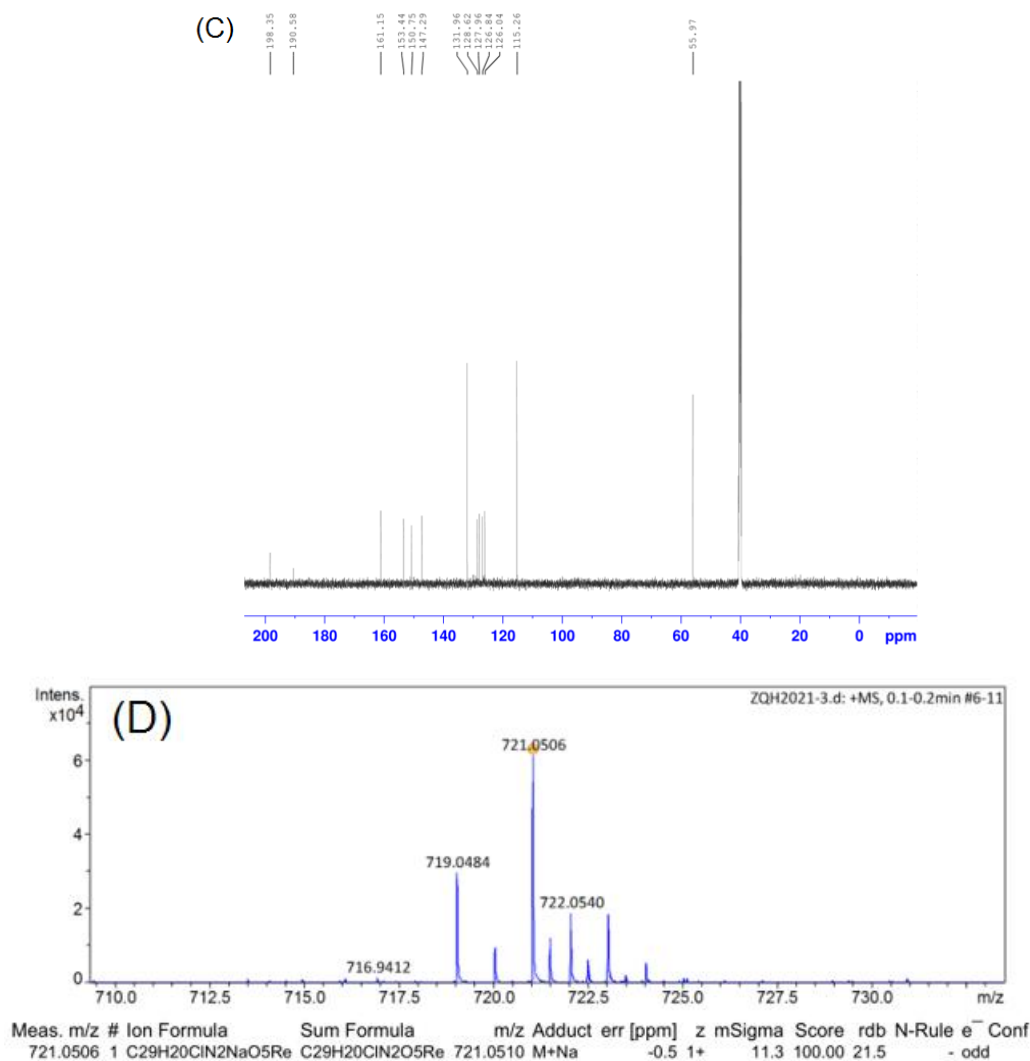 (C)
198.35
190.58
161.15
153.44
150.75
147.29
131.96
128.62
127.96
126.84
126.04
115.26
55.97
200 180 160 140 120 100 80 60 40 20 0 ppm
Intens.
x10⁴
(D)
ZQH2021-3.d: +MS, 0.1-0.2min #6-11
721.0506
6
4
719.0484
722.0540
2
716.9412
0
710.0 712.5 715.0 717.5 720.0 722.5 725.0 727.5 730.0 m/z
Meas. m/z # Ion Formula Sum Formula m/z Adduct err [ppm] z mSigma Score rdb N-Rule e⁻ Conf
721.0506 1 C29H20ClN2NaO5Re C29H20ClN2O5Re 721.0510 M+Na -0.5 1+ 11.3 100.00 21.5 - odd